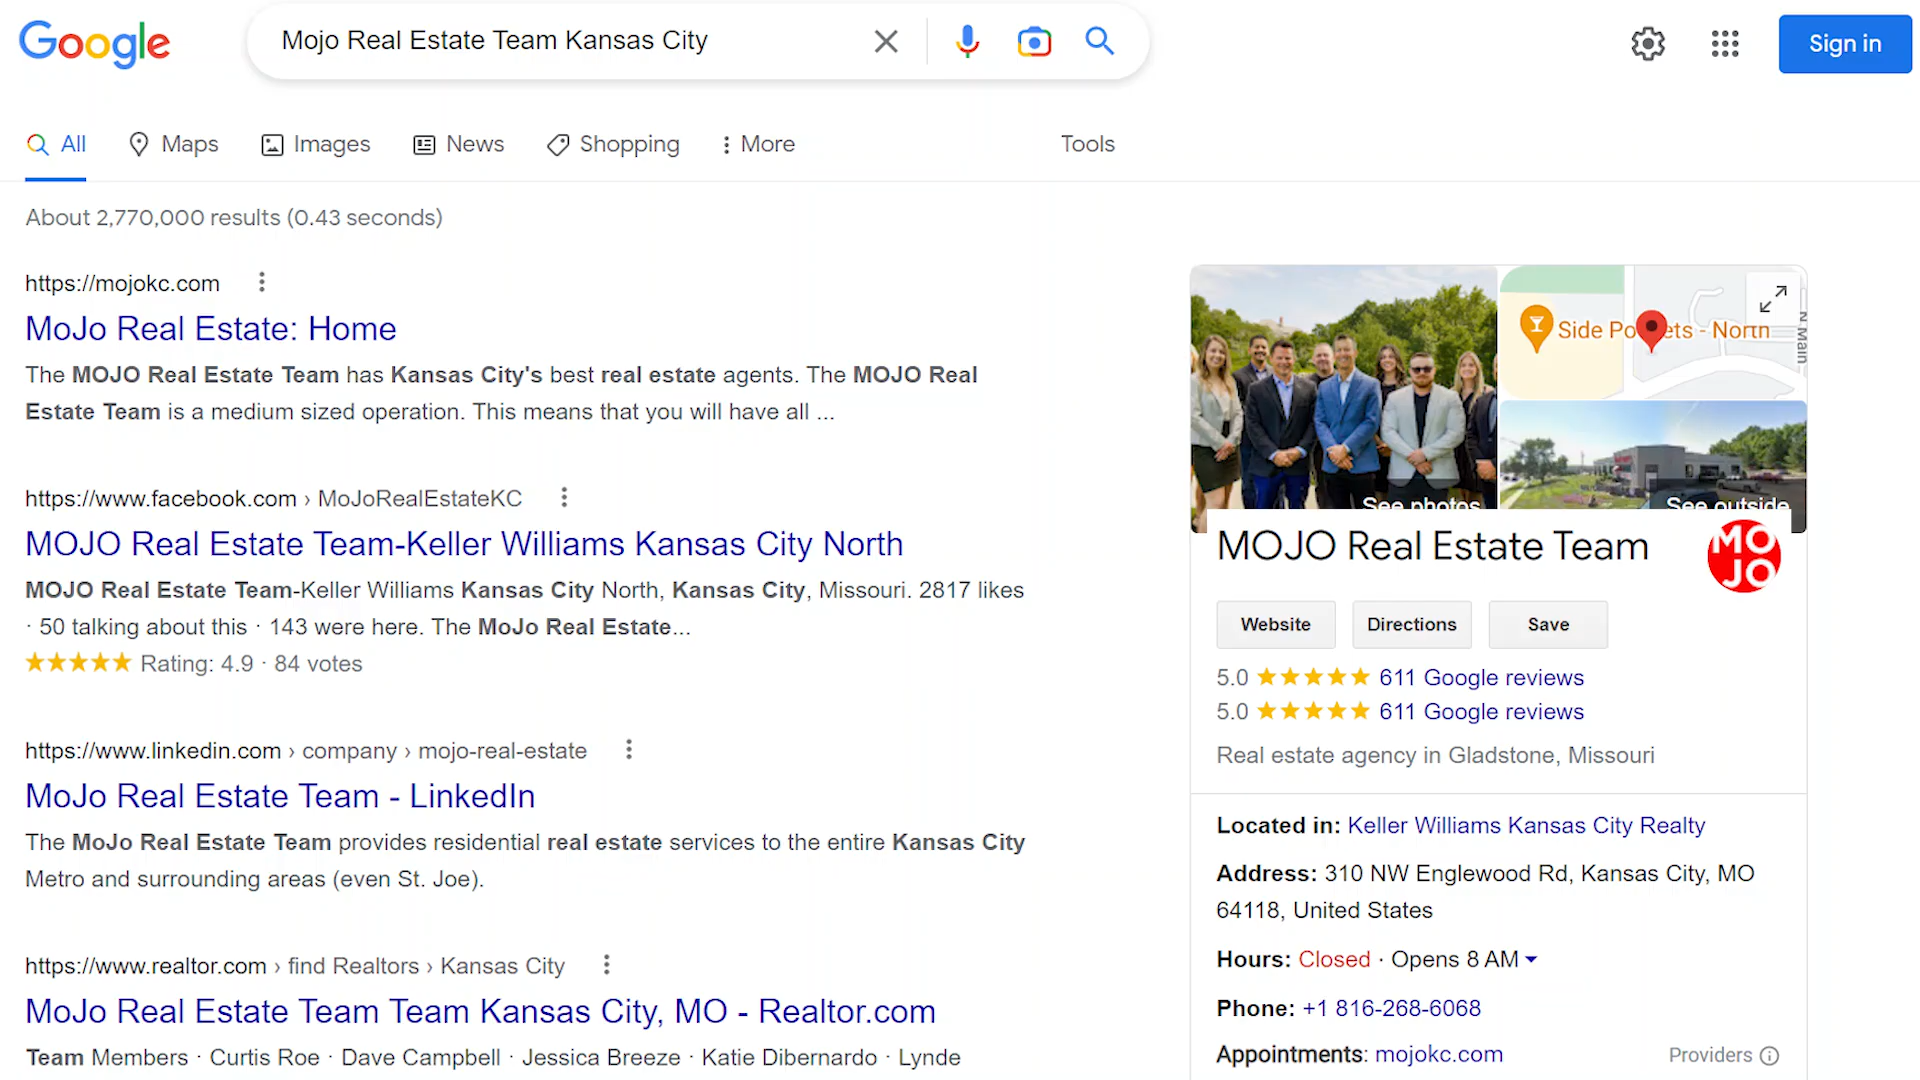 Google
Mojo Real Estate Team Kansas City
Sign in
All Maps Images News Shopping More Tools
About 2,770,000 results (0.43 seconds)
https://mojokc.com
MoJo Real Estate: Home
The MOJO Real Estate Team has Kansas City's best real estate agents. The MOJO Real
Estate Team is a medium sized operation. This means that you will have all ...
https://www.facebook.com › MoJoRealEstateKC
MOJO Real Estate Team-Keller Williams Kansas City North
MOJO Real Estate Team-Keller Williams Kansas City North, Kansas City, Missouri. 2817 likes
· 50 talking about this · 143 were here. The MoJo Real Estate...
Rating: 4.9 · 84 votes
https://www.linkedin.com › company › mojo-real-estate
MoJo Real Estate Team - LinkedIn
The MoJo Real Estate Team provides residential real estate services to the entire Kansas City
Metro and surrounding areas (even St. Joe).
https://www.realtor.com › find Realtors › Kansas City
MoJo Real Estate Team Team Kansas City, MO - Realtor.com
Team Members · Curtis Roe · Dave Campbell · Jessica Breeze · Katie Dibernardo · Lynde
Side Pockets - North
N Main
See photos
See outside
MOJO Real Estate Team
MO
JO
Website Directions Save
5.0 611 Google reviews
5.0 611 Google reviews
Real estate agency in Gladstone, Missouri
Located in: Keller Williams Kansas City Realty
Address: 310 NW Englewood Rd, Kansas City, MO
64118, United States
Hours: Closed · Opens 8 AM
Phone: +1 816-268-6068
Appointments: mojokc.com
Providers